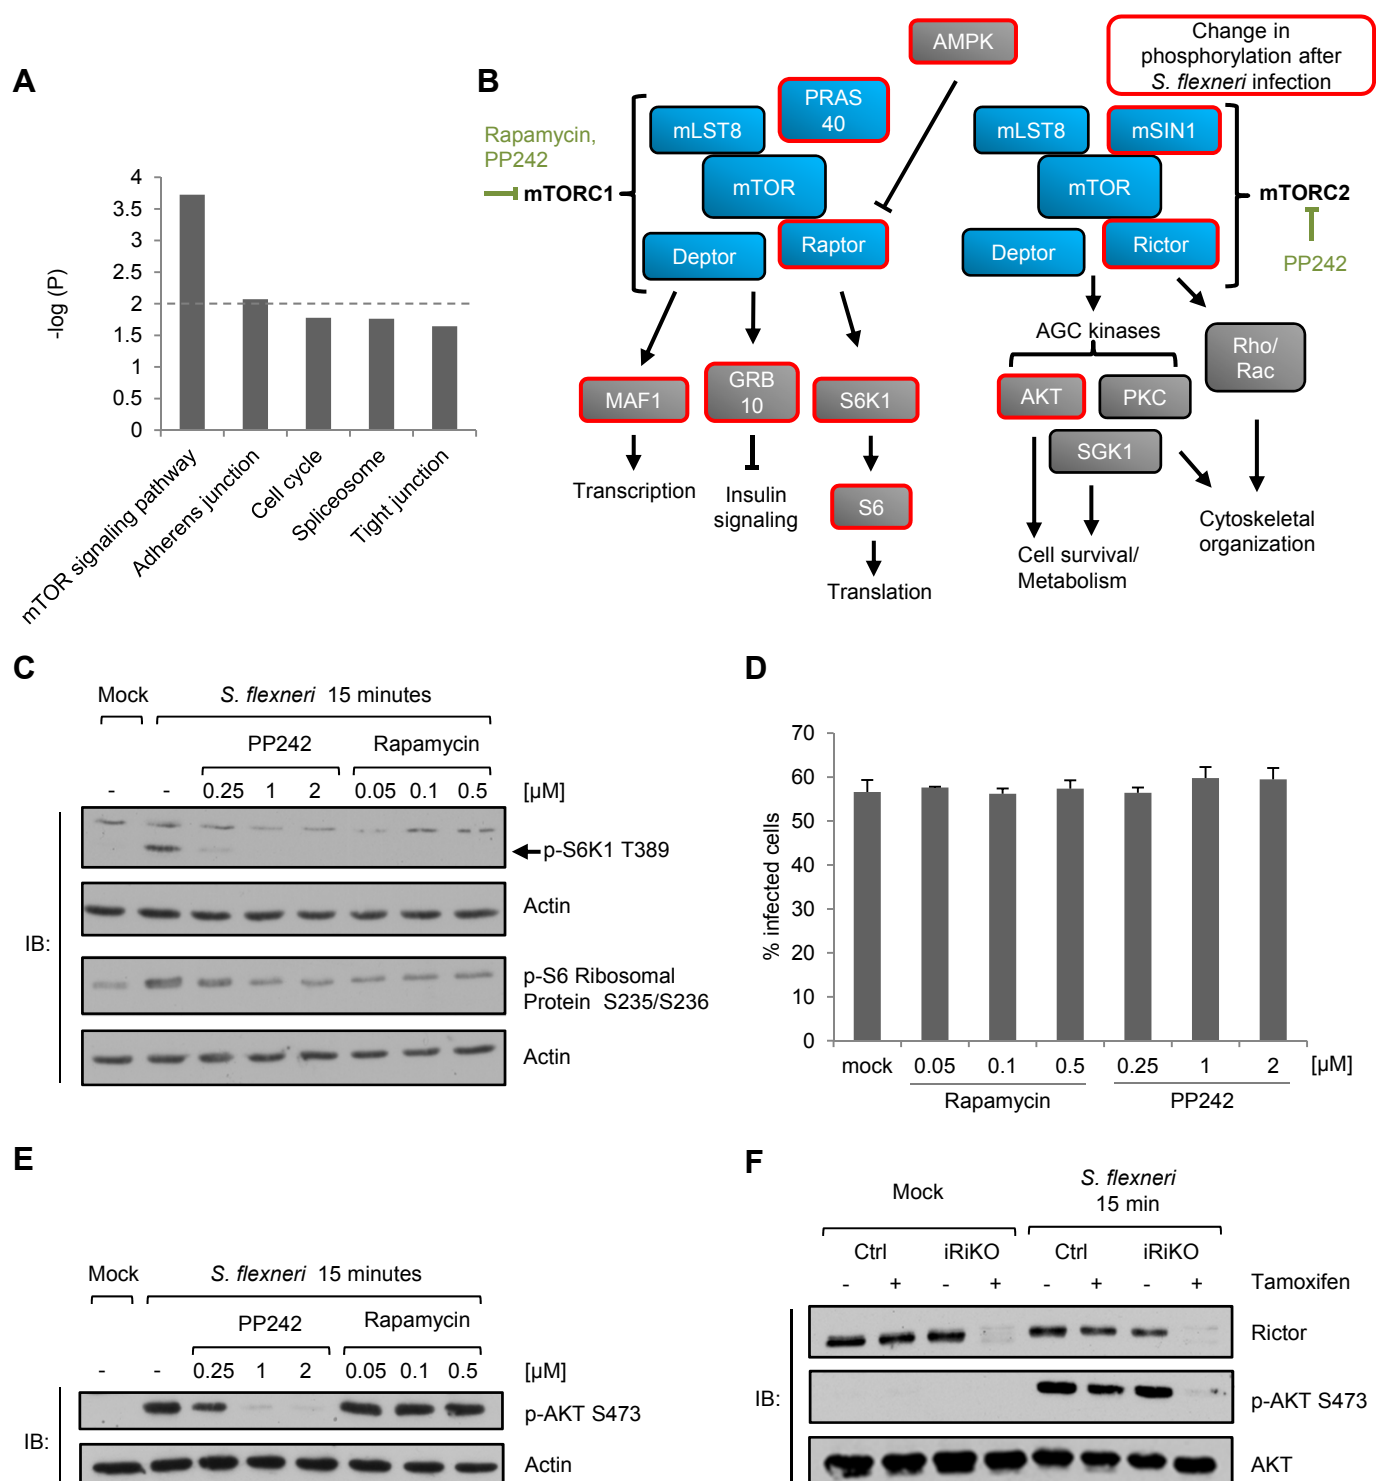 A
4
3.5
3
2.5
2
1.5
1
0.5
0
-log (P)
mTOR signaling pathway
Adherens junction
Cell cycle
Spliceosome
Tight junction
B
Change in
phosphorylation after
S. flexneri infection
AMPK
Rapamycin,
PP242
mTORC1
mLST8
PRAS
40
mTOR
Deptor
Raptor
mLST8
mSIN1
mTOR
Deptor
Rictor
mTORC2
PP242
MAF1
GRB
10
S6K1
Transcription
Insulin
signaling
S6
Translation
AGC kinases
AKT
PKC
SGK1
Rho/
Rac
Cell survival/
Metabolism
Cytoskeletal
organization
C
Mock
S. flexneri 15 minutes
PP242
Rapamycin
- - 0.25 1 2 0.05 0.1 0.5 [µM]
IB:
p-S6K1 T389
Actin
p-S6 Ribosomal
Protein S235/S236
Actin
D
70
60
50
40
30
20
10
0
% infected cells
mock 0.05 0.1 0.5 0.25 1 2 [µM]
Rapamycin
PP242
E
Mock
S. flexneri 15 minutes
PP242
Rapamycin
- - 0.25 1 2 0.05 0.1 0.5 [µM]
IB:
p-AKT S473
Actin
F
Mock
S. flexneri
15 min
Ctrl iRiKO Ctrl iRiKO
- + - + - + - + Tamoxifen
IB:
Rictor
p-AKT S473
AKT